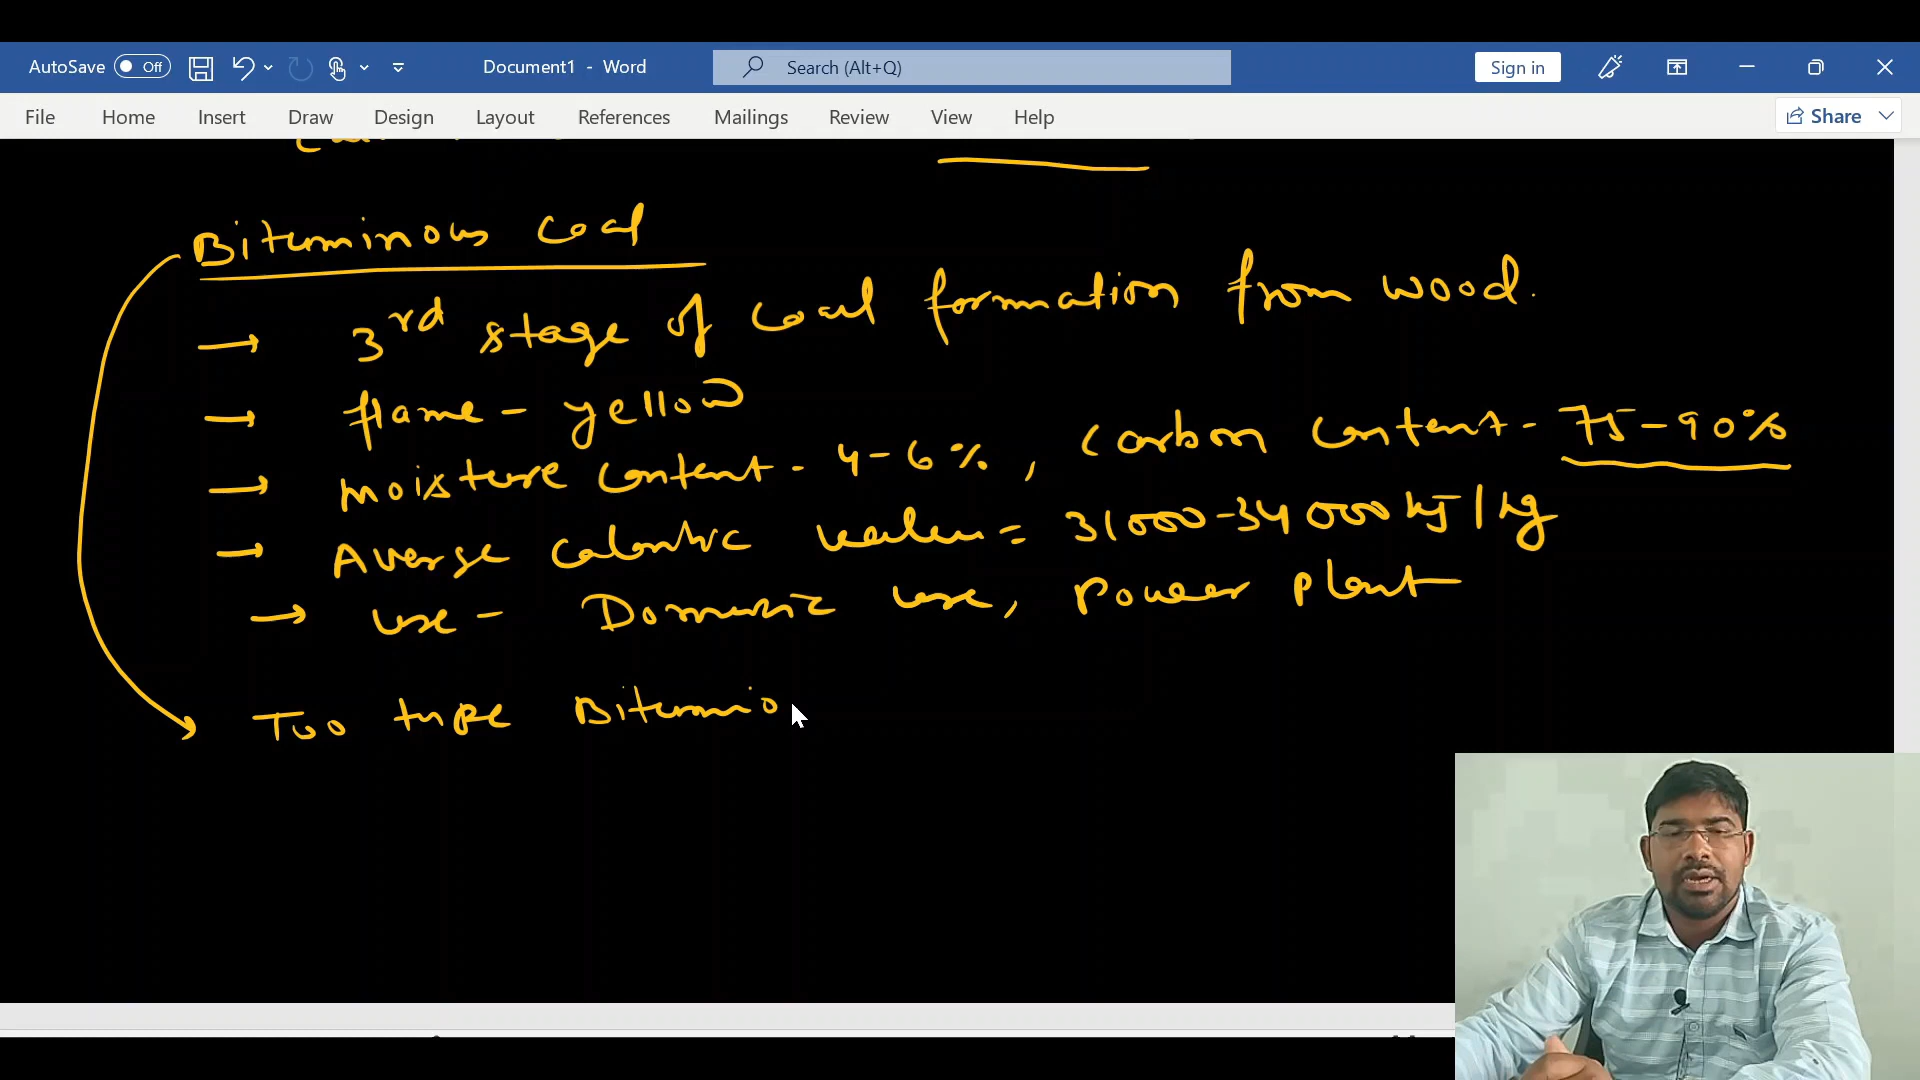 AutoSave Off Document1 - Word Search (Alt+Q) Sign in
File Home Insert Draw Design Layout References Mailings Review View Help Share
Bituminous Coal
→ 3rd stage of Coal formation from wood.
→ flame - yellow
→ Moisture Content - 4-6%, Carbon Content - 75-90%
→ Average Calorific value = 31000-34000 kJ/kg
→ use - Domestic use, Power plant
Two type Bitumino